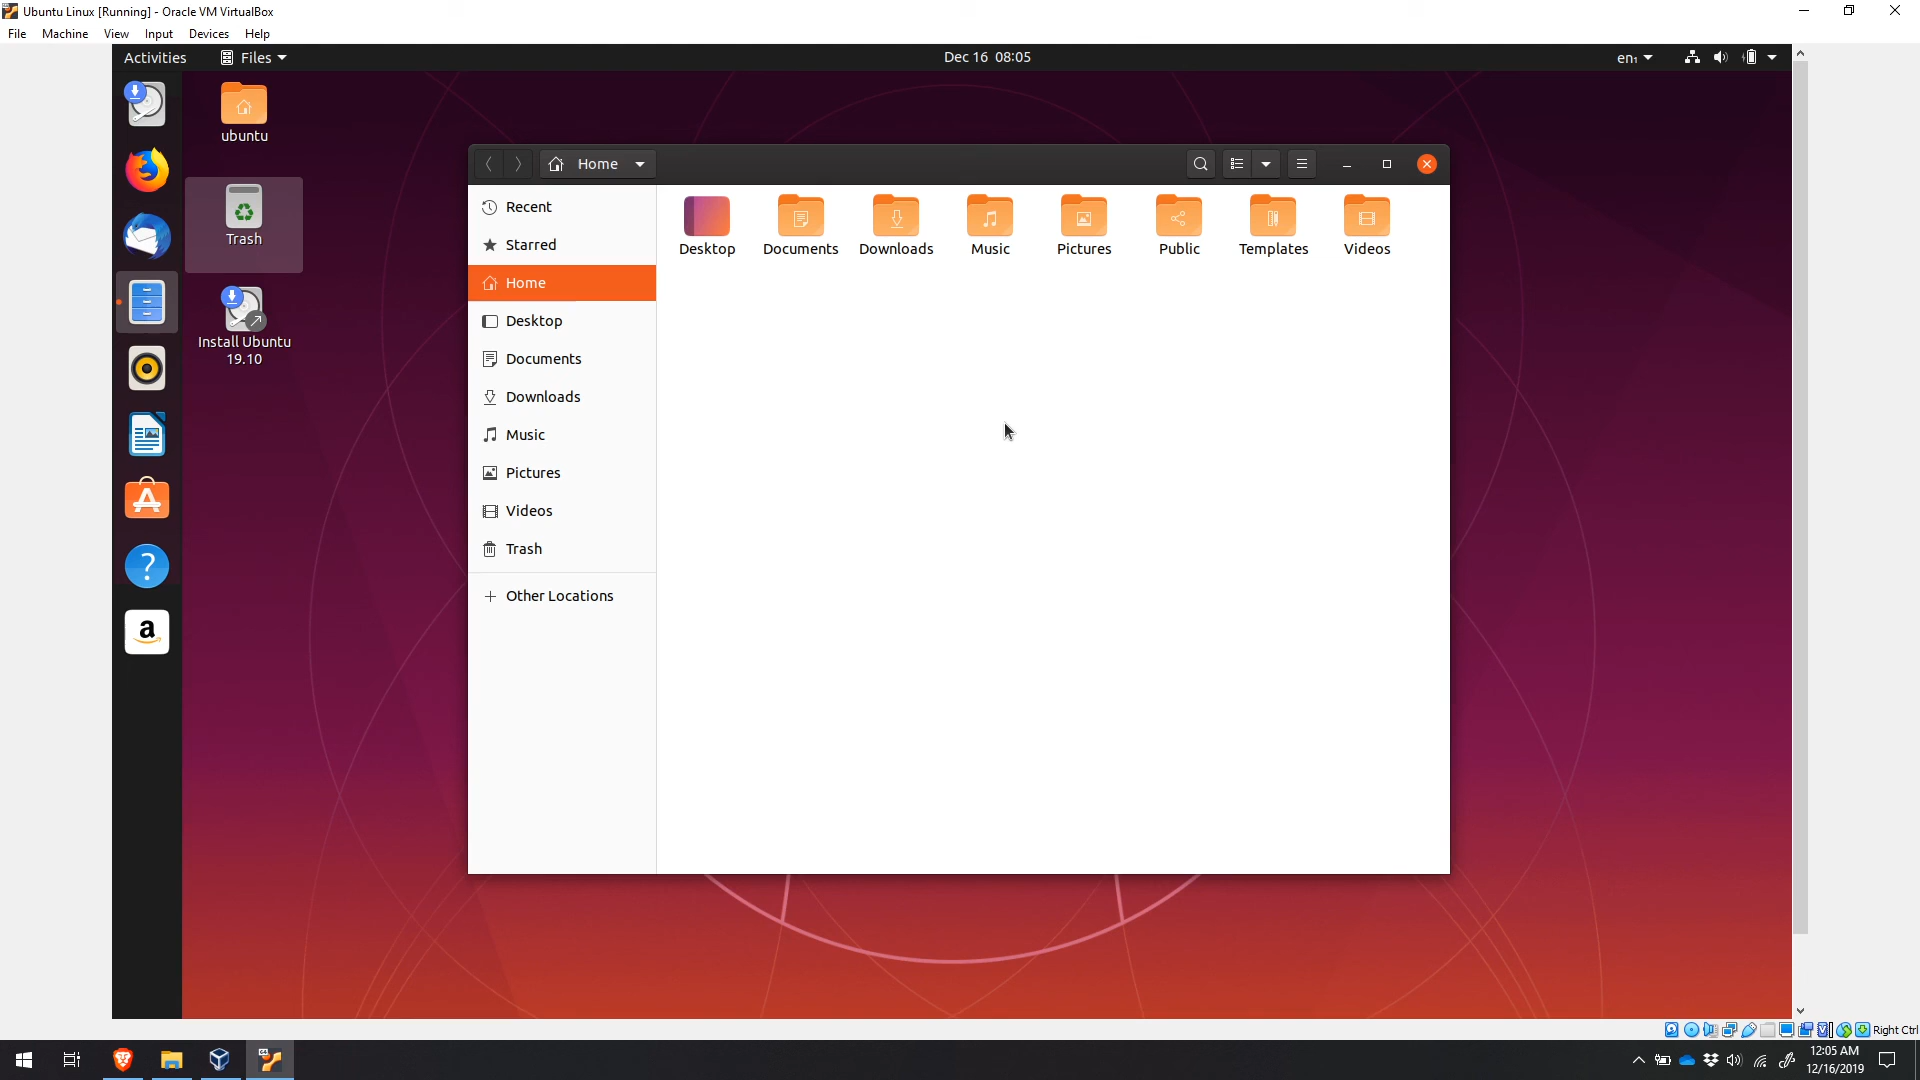 Ubuntu Linux [Running] - Oracle VM VirtualBox
File Machine View Input Devices Help
Activities Files Dec 16 08:05 en₁
ubuntu
Trash
Install Ubuntu
19.10
Home
Recent
Starred
Home
Desktop
Documents
Downloads
Music
Pictures
Videos
Trash
Other Locations
Desktop Documents Downloads Music Pictures Public Templates Videos
Right Ctrl
12:05 AM
12/16/2019